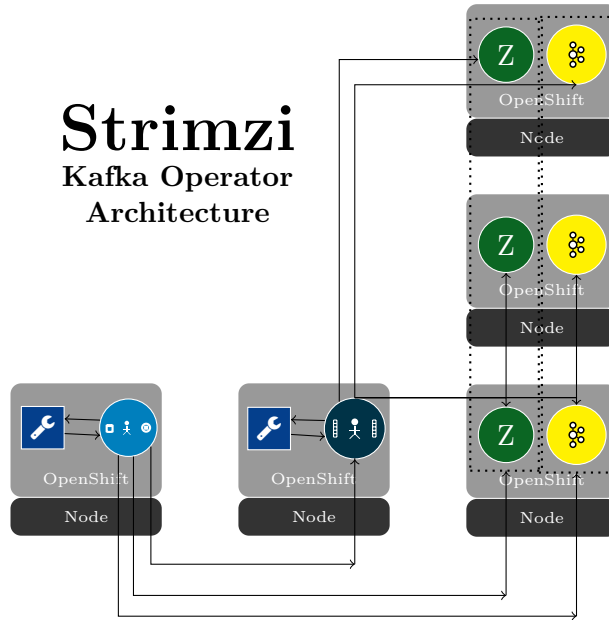 Z
OpenShift
Node
Strimzi
Kafka Operator
Architecture
Z
OpenShift
Node
Z
OpenShift
OpenShift
OpenShift
Node
Node
Node